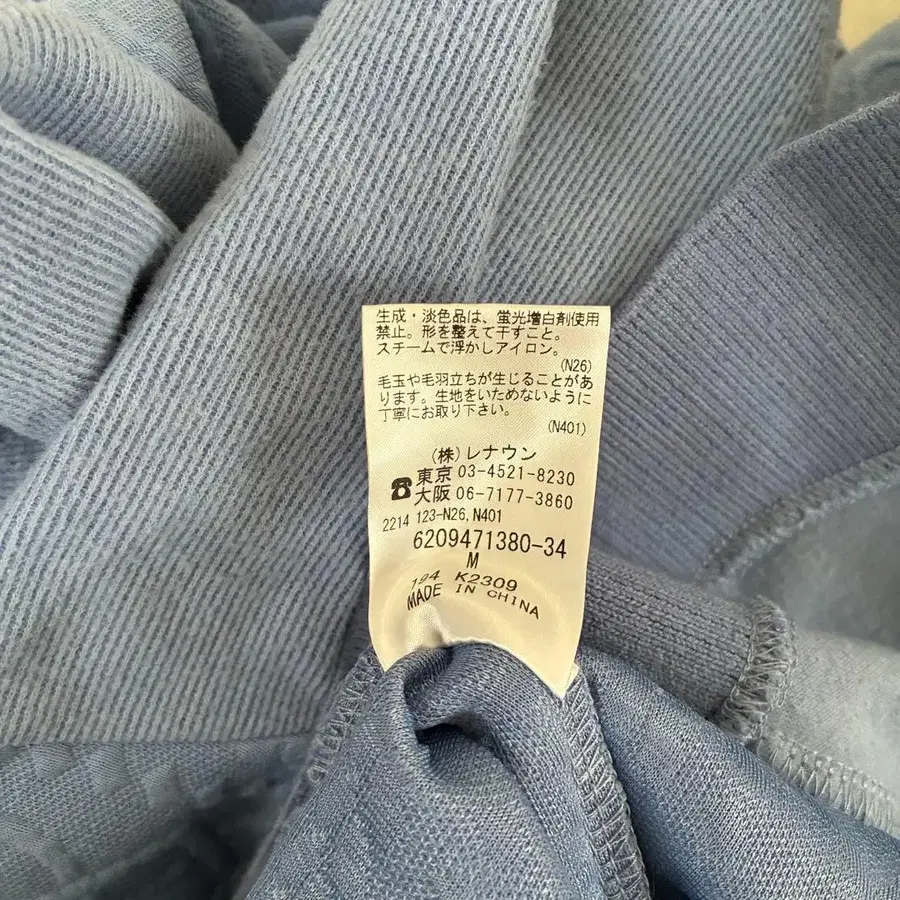 生成・淡色品は、蛍光増白剤使用
禁止。形を整えて干すこと。
スチームで浮かしアイロン。
(N26)
毛玉や毛羽立ちが生じることがあ
ります。生地をいためないように
丁寧にお取り下さい。
(N401)
(株)レナウン
☎東京 03-4521-8230
大阪 06-7177-3860
2214 123-N26,N401
6209471380-34
M
194 K2309
MADE IN CHINA